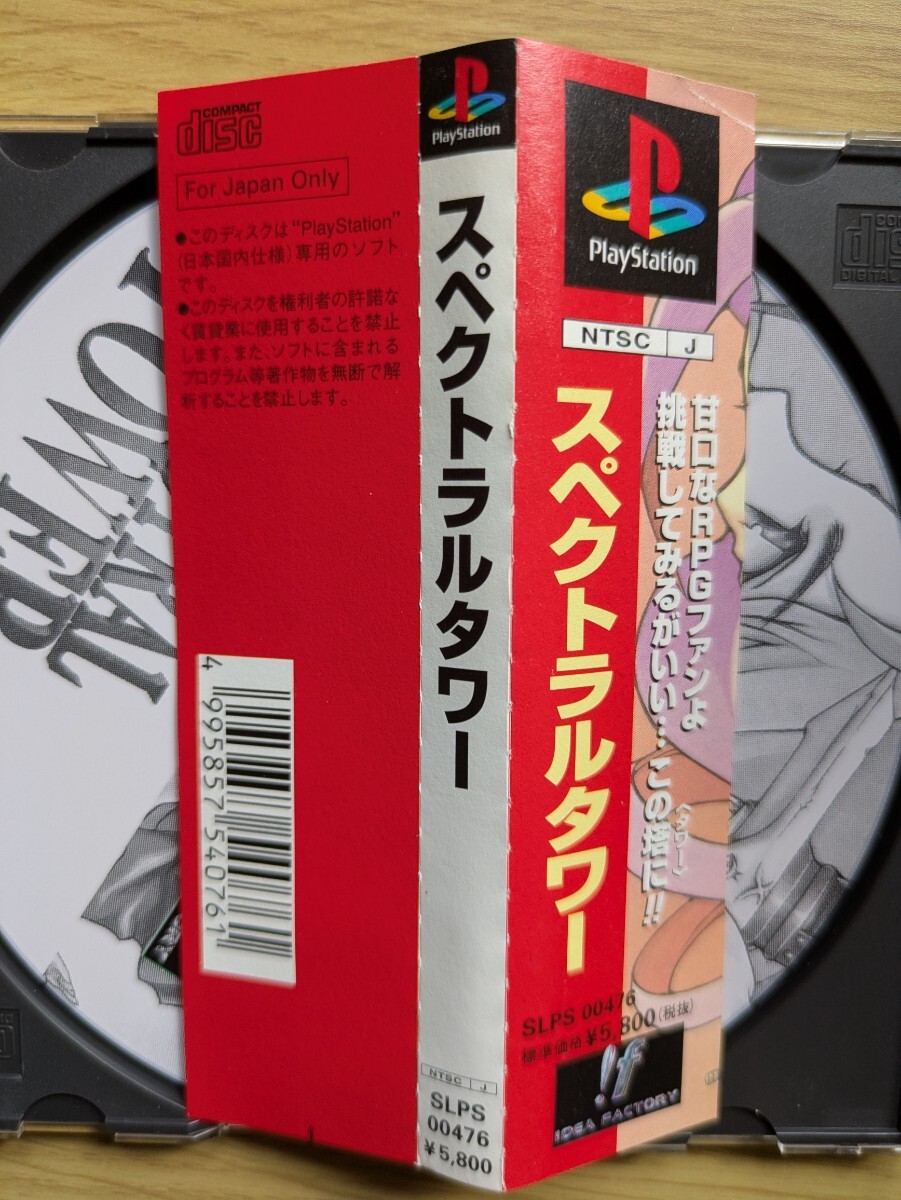 COMPACT
disc
For Japan Only
●このディスクは“PlayStation”
(日本国内仕様)専用のソフト
です。
●このディスクを権利者の許諾な
く賃貸業に使用することを禁止
します。また、ソフトに含まれる
プログラム等著作物を無断で解
析することを禁止します。
4 995857 540761
PlayStation
スペクトラルタワー
NTSC J
SLPS
00476
¥5,800
PlayStation
NTSC J
甘口なRPGファンよ
挑戦してみるがいい…この塔に!!
〈タワー〉
スペクトラルタワー
SLPS 00476
標準価格¥5,800(税抜)
!f
IDEA FACTORY